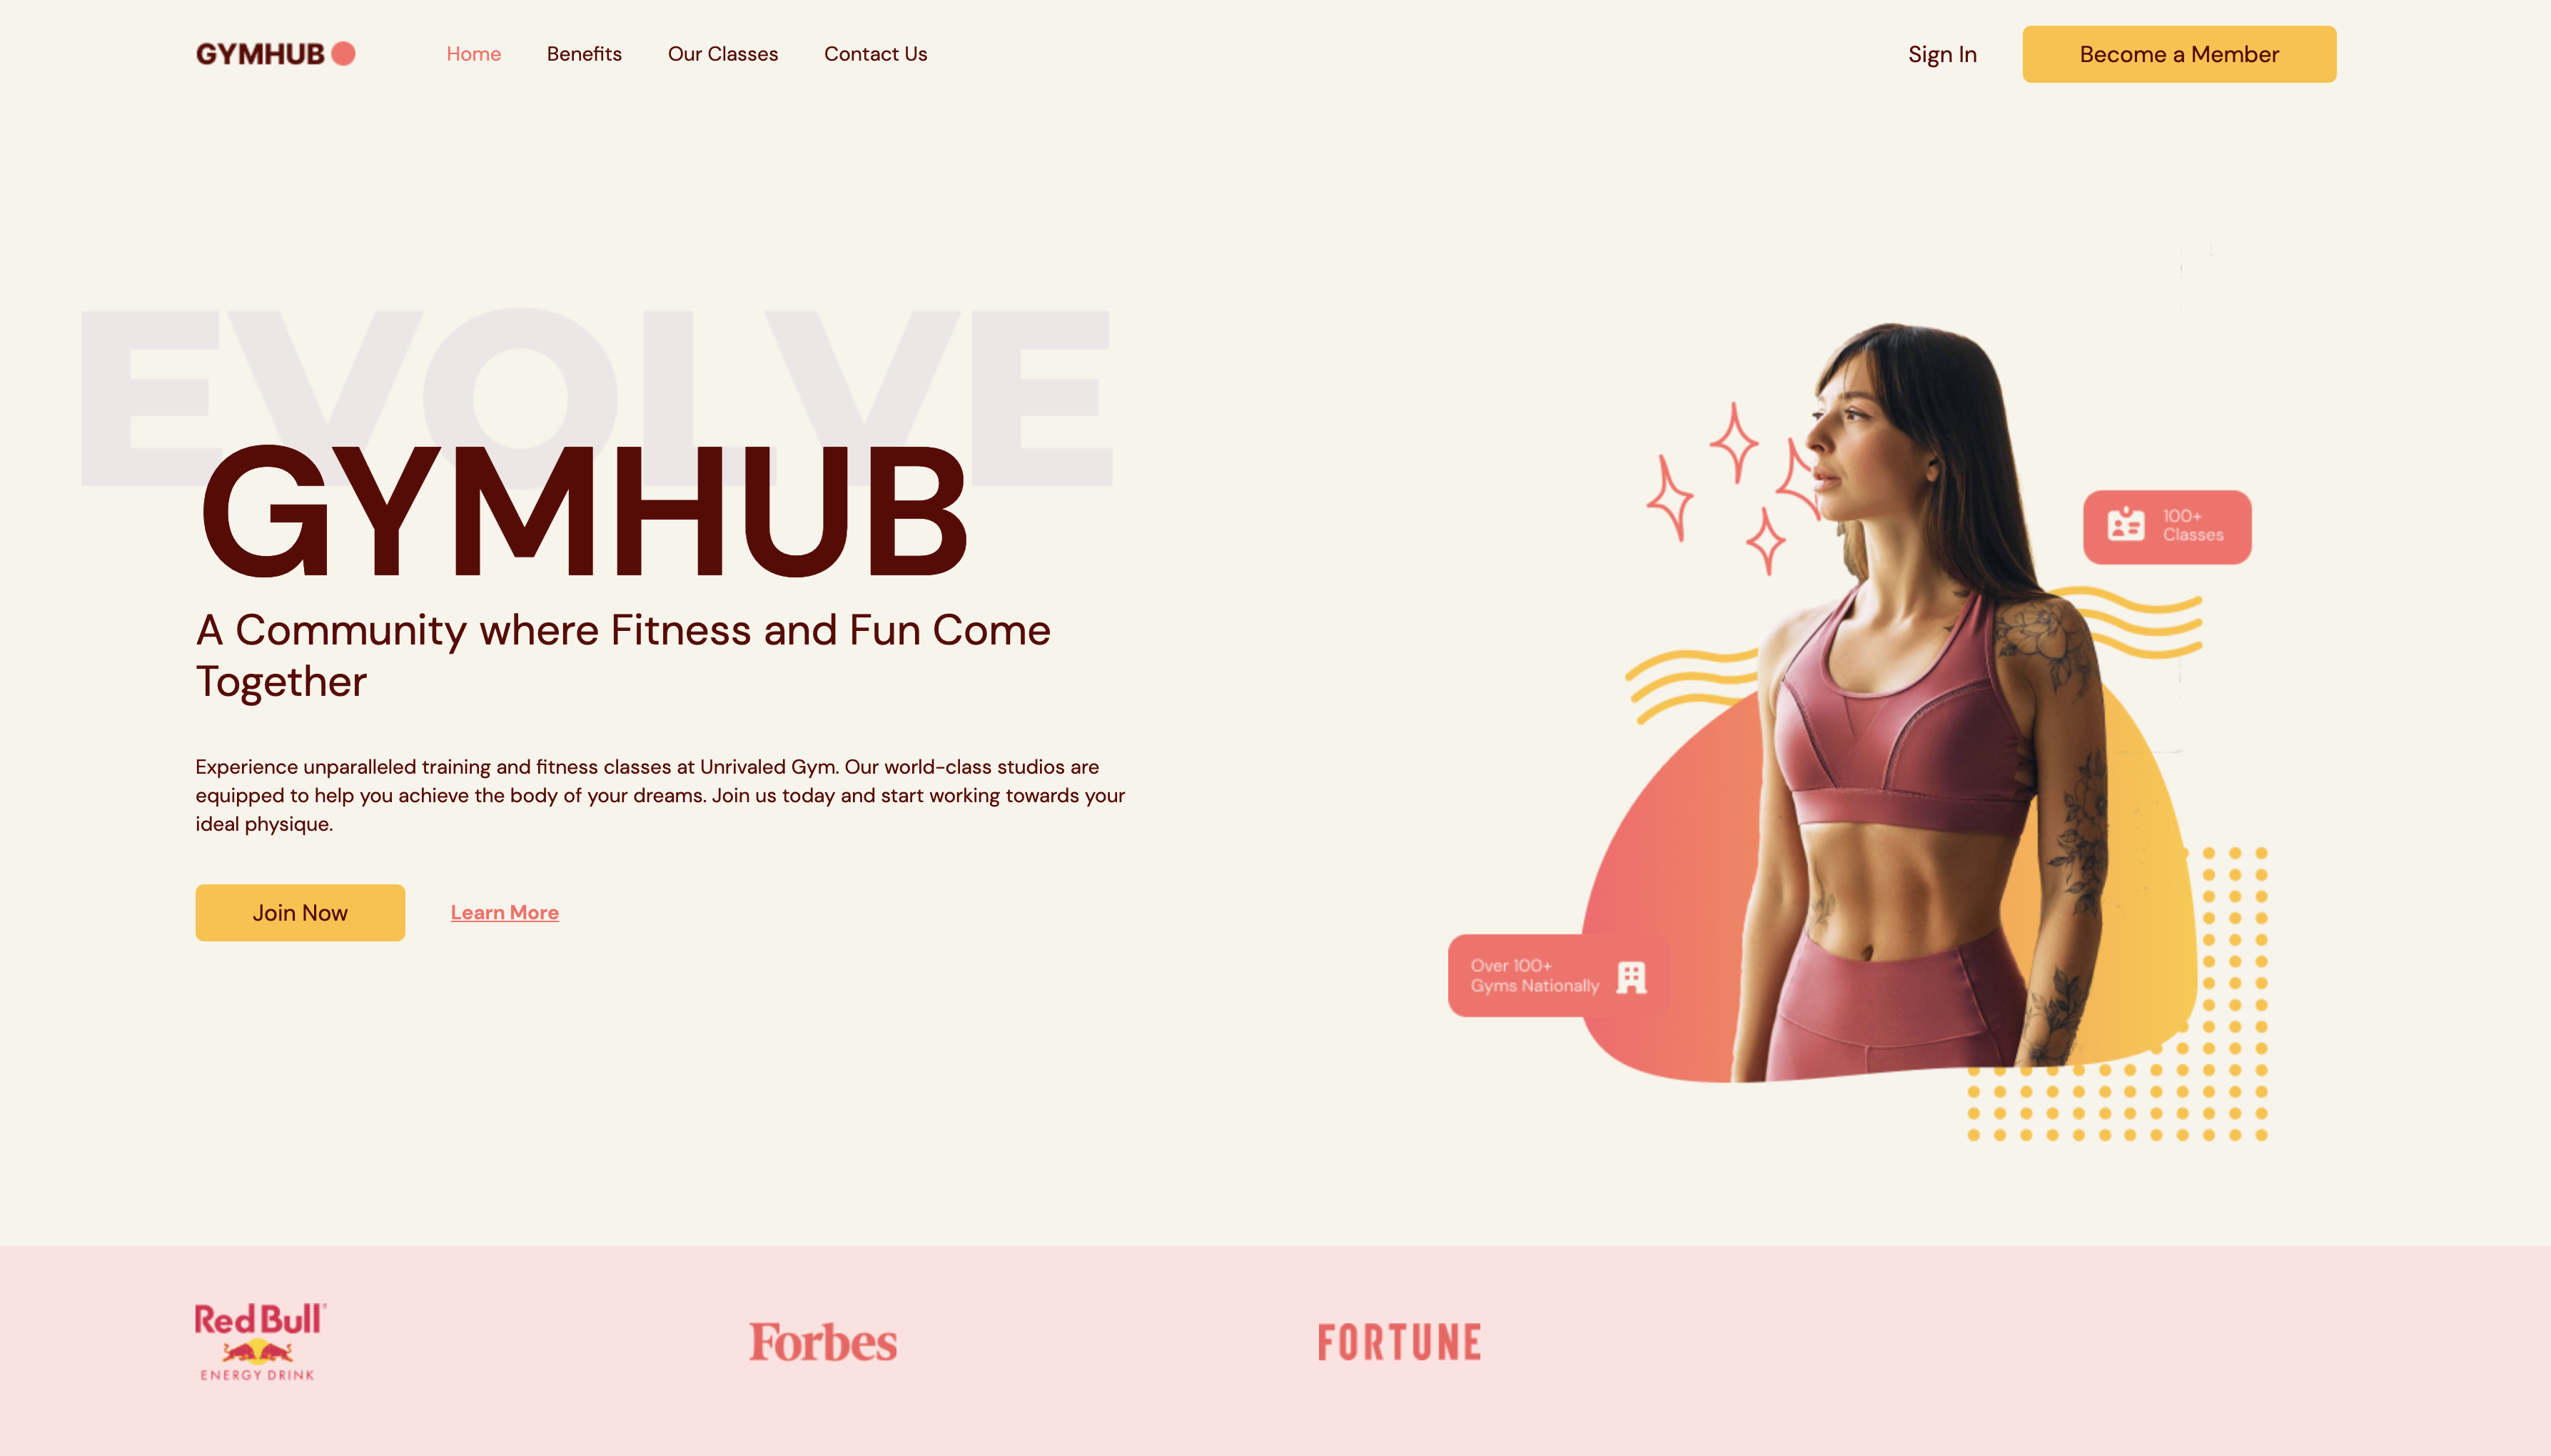 GYMHUB
Home
Benefits
Our Classes
Contact Us
Sign In
Become a Member
EVOLVE
GYMHUB
A Community where Fitness and Fun Come
Together
Experience unparalleled training and fitness classes at Unrivaled Gym. Our world-class studios are
equipped to help you achieve the body of your dreams. Join us today and start working towards your
ideal physique.
Join Now
Learn More
100+
Classes
Over 100+
Gyms Nationally
Red Bull
ENERGY DRINK
Forbes
FORTUNE